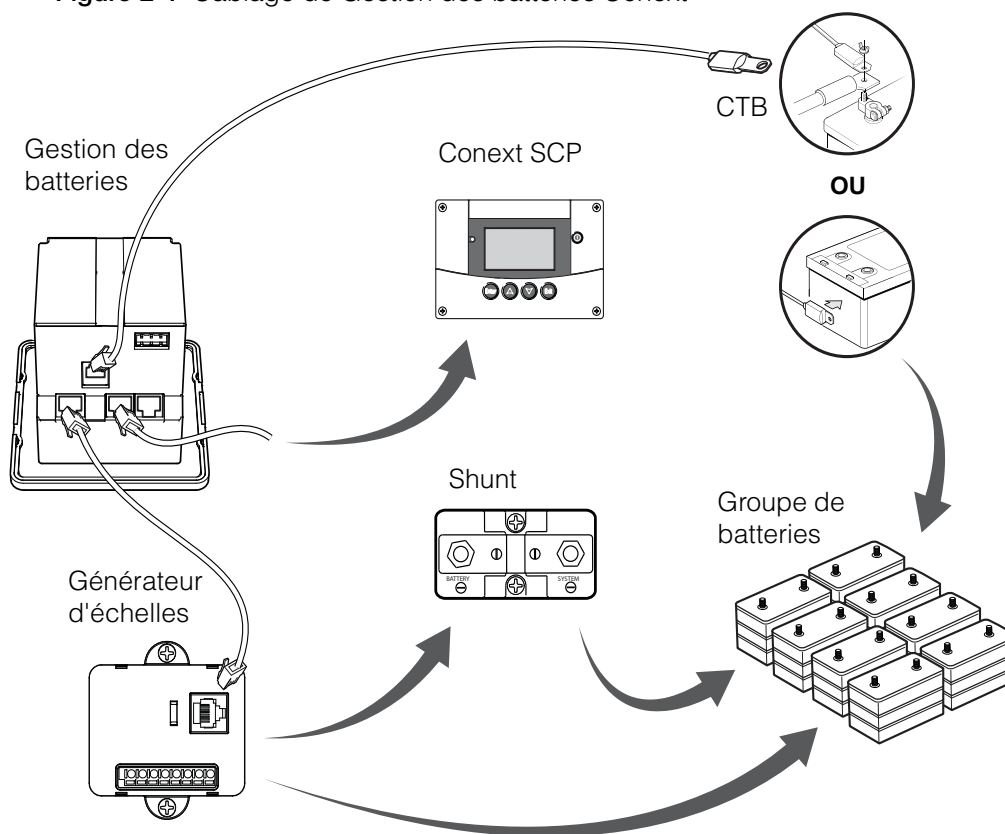 CTB
Gestion des
batteries
Conext SCP
OU
Shunt
BATTERY
SYSTEM
Groupe de
batteries
Générateur
d'échelles